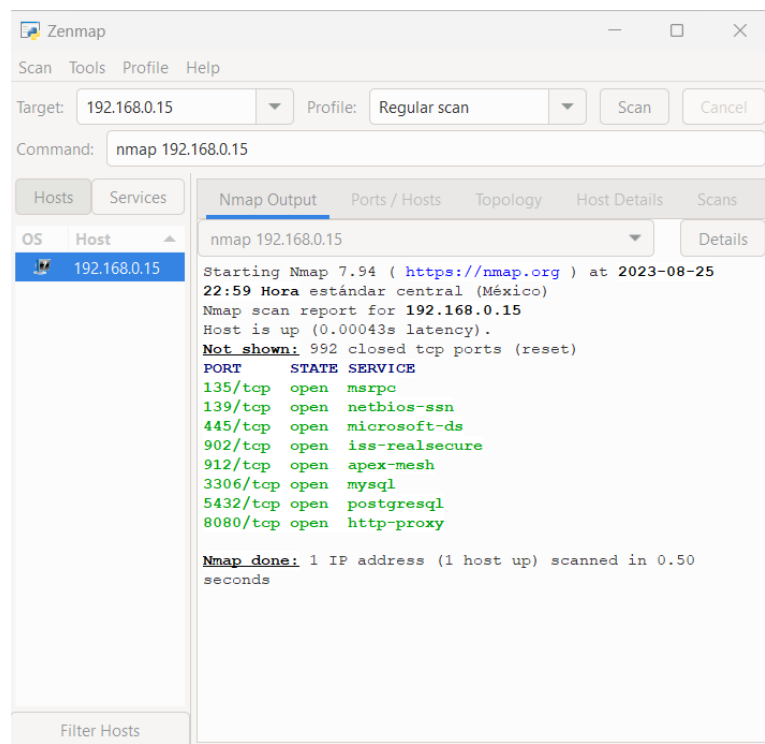 Zenmap
Scan Tools Profile Help
Target: 192.168.0.15 Profile: Regular scan Scan Cancel
Command: nmap 192.168.0.15
Hosts Services
OS Host
192.168.0.15
Filter Hosts
Nmap Output Ports / Hosts Topology Host Details Scans
nmap 192.168.0.15 Details
Starting Nmap 7.94 ( https://nmap.org ) at 2023-08-25
22:59 Hora estándar central (México)
Nmap scan report for 192.168.0.15
Host is up (0.00043s latency).
Not shown: 992 closed tcp ports (reset)
PORT STATE SERVICE
135/tcp open msrpc
139/tcp open netbios-ssn
445/tcp open microsoft-ds
902/tcp open iss-realsecure
912/tcp open apex-mesh
3306/tcp open mysql
5432/tcp open postgresql
8080/tcp open http-proxy
Nmap done: 1 IP address (1 host up) scanned in 0.50
seconds